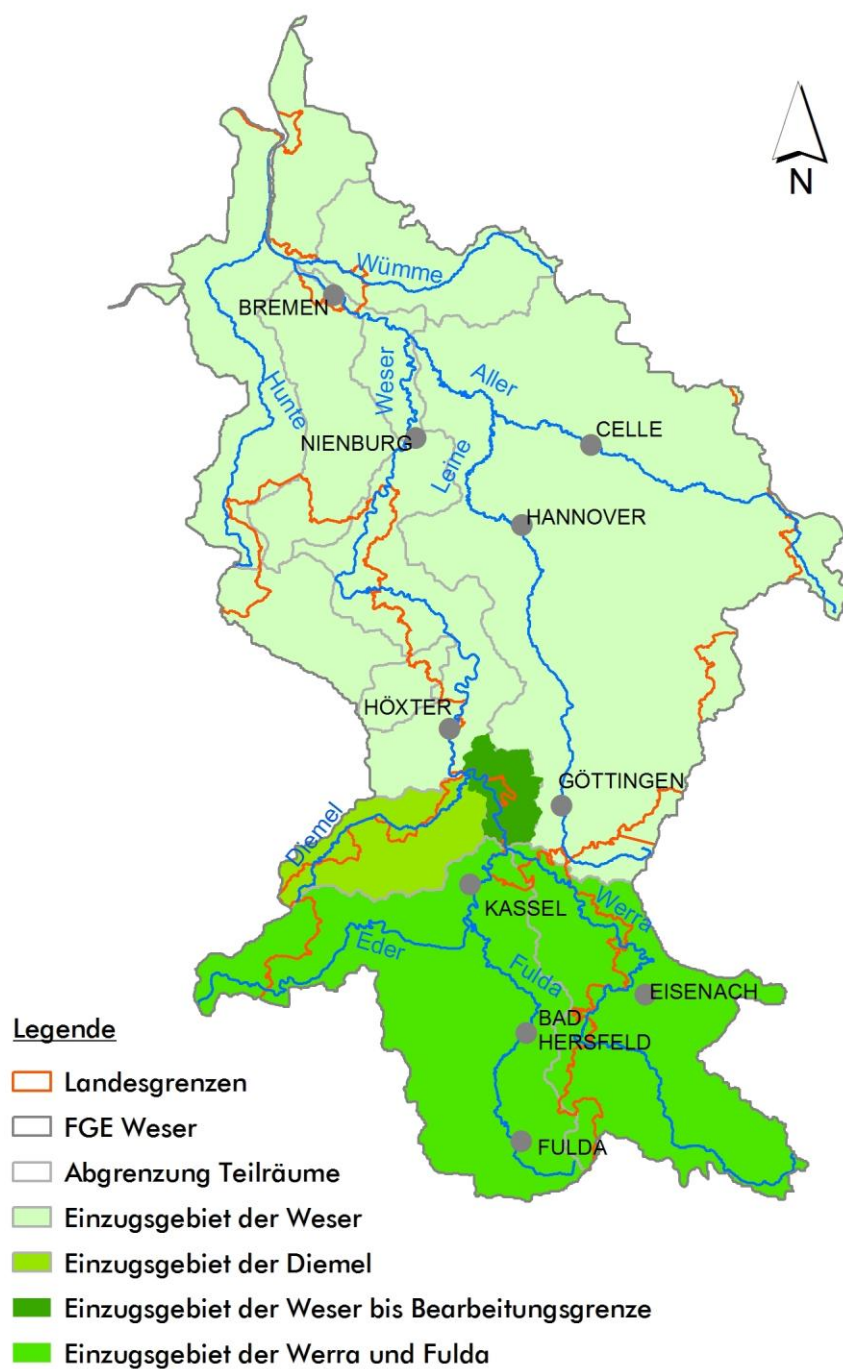 N
Wümme
BREMEN
Weser
Aller
Hunte
NIENBURG
CELLE
Leine
HANNOVER
HÖXTER
GÖTTINGEN
Diemel
KASSEL
Werra
Eder
Fulda
EISENACH
BAD
HERSFELD
FULDA
Legende
Landesgrenzen
FGE Weser
Abgrenzung Teilräume
Einzugsgebiet der Weser
Einzugsgebiet der Diemel
Einzugsgebiet der Weser bis Bearbeitungsgrenze
Einzugsgebiet der Werra und Fulda